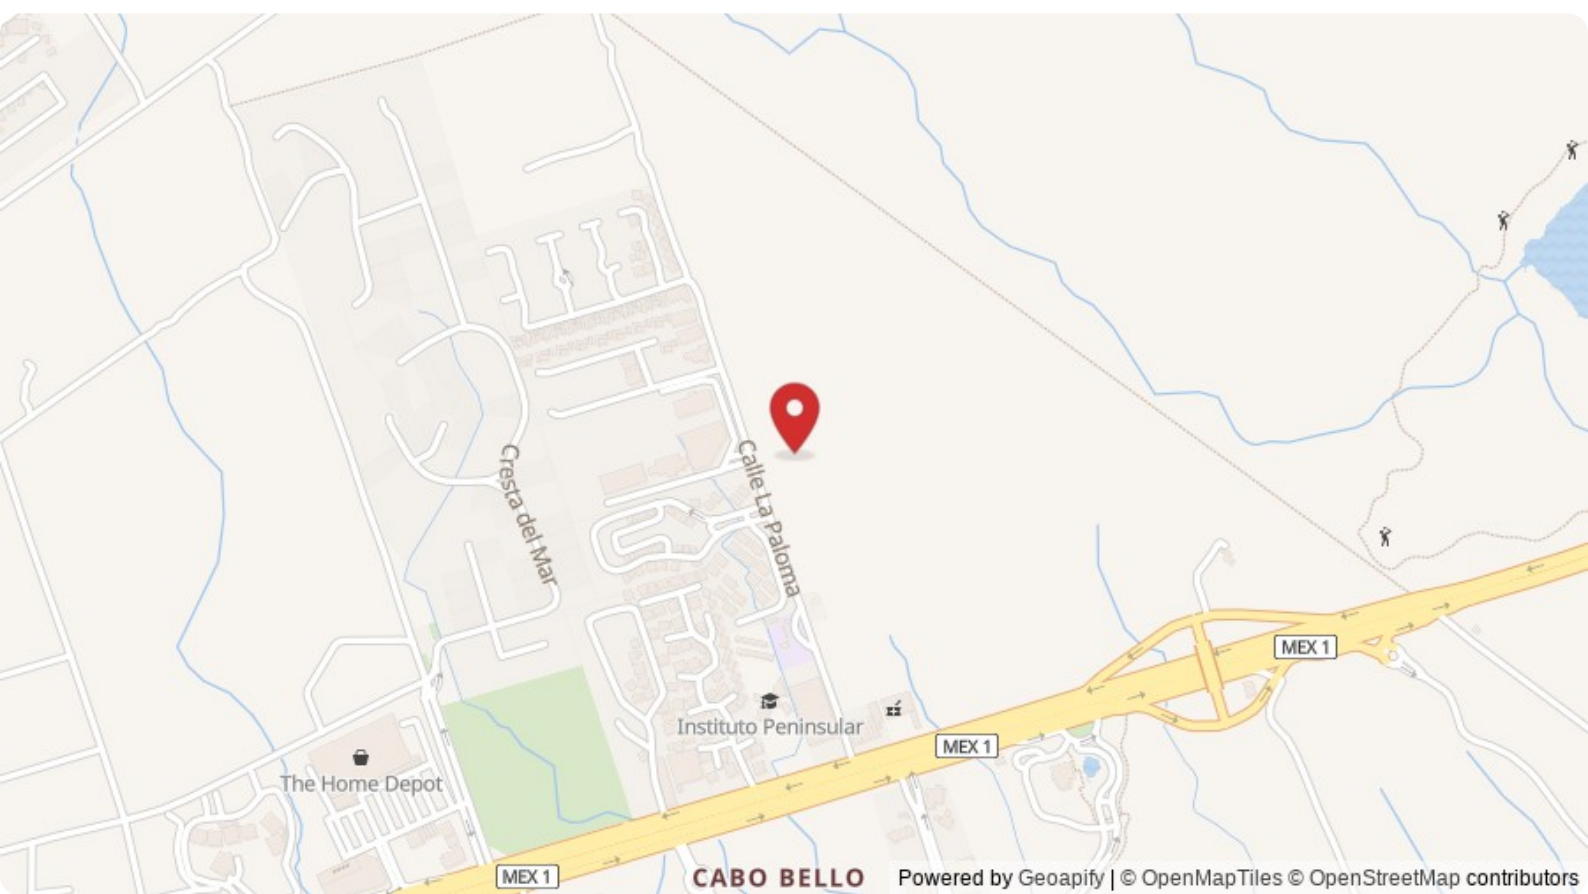 Cresta del Mar
Calle La Paloma
MEX 1
Instituto Peninsular
MEX 1
The Home Depot
MEX 1
CABO BELLO
Powered by Geoapify | © OpenMapTiles © OpenStreetMap contributors